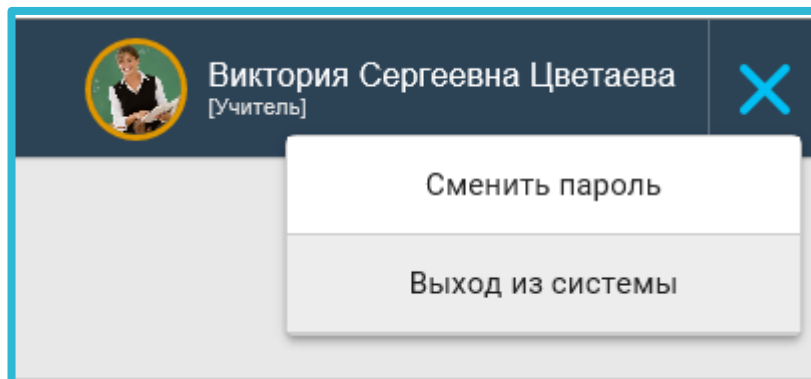 Виктория Сергеевна Цветаева
[Учитель]
Сменить пароль
Выход из системы